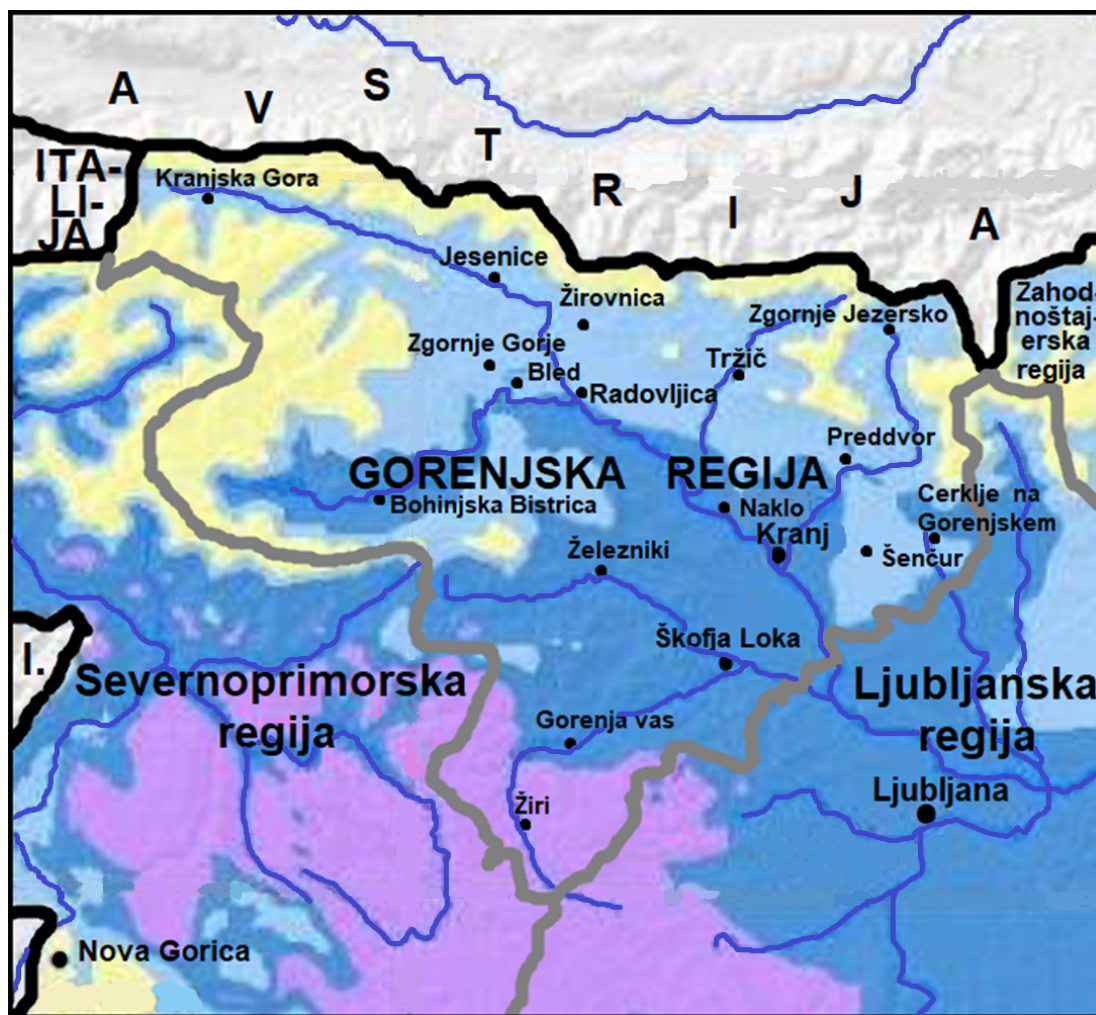 A V S T R I J A
ITA-
LI-
JA
Kranjska Gora
Jesenice
Žirovnica
Zgornje Jezersko
Zahod-
noštaj-
erska
regija
Zgornje Gorje
Bled
Tržič
Radovljica
Preddvor
GORENJSKA REGIJA
Bohinjska Bistrica
Naklo
Cerklje na
Gorenjskem
Kranj
Železniki
Šenčur
Škofja Loka
I.
Severnoprimorska
regija
Ljubljanska
regija
Gorenja vas
Ljubljana
Žiri
Nova Gorica